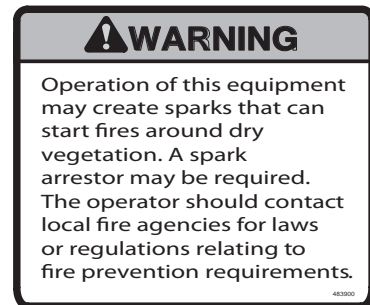 WARNING
Operation of this equipment
may create sparks that can
start fires around dry
vegetation. A spark
arrestor may be required.
The operator should contact
local fire agencies for laws
or regulations relating to
fire prevention requirements.
483900